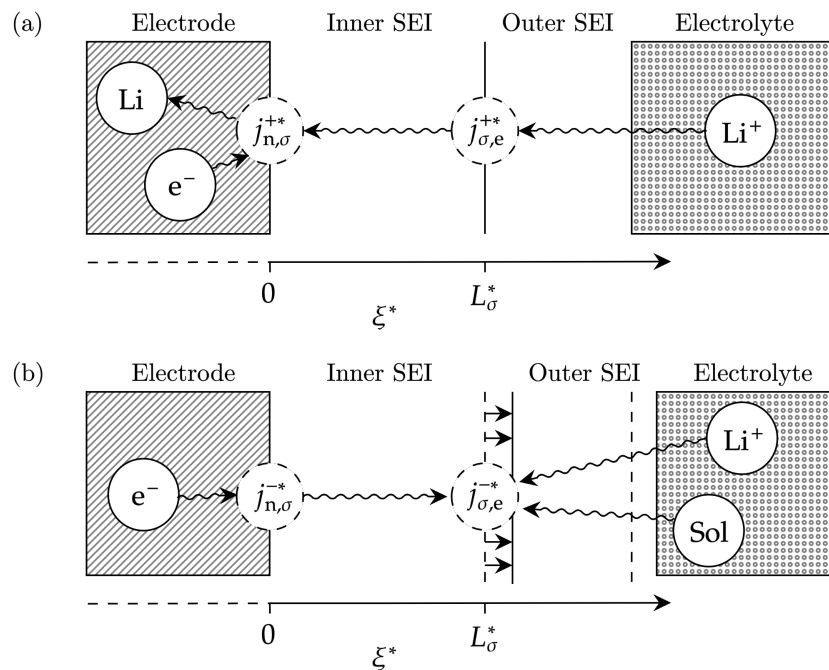 (a) Electrode Inner SEI Outer SEI Electrolyte
Li j⁺*ₙ,σ j⁺*σ,e Li⁺
e⁻
0 L*σ
ξ*
(b) Electrode Inner SEI Outer SEI Electrolyte
Li⁺
e⁻ j⁻*ₙ,σ j⁻*σ,e
Sol
0 L*σ
ξ*